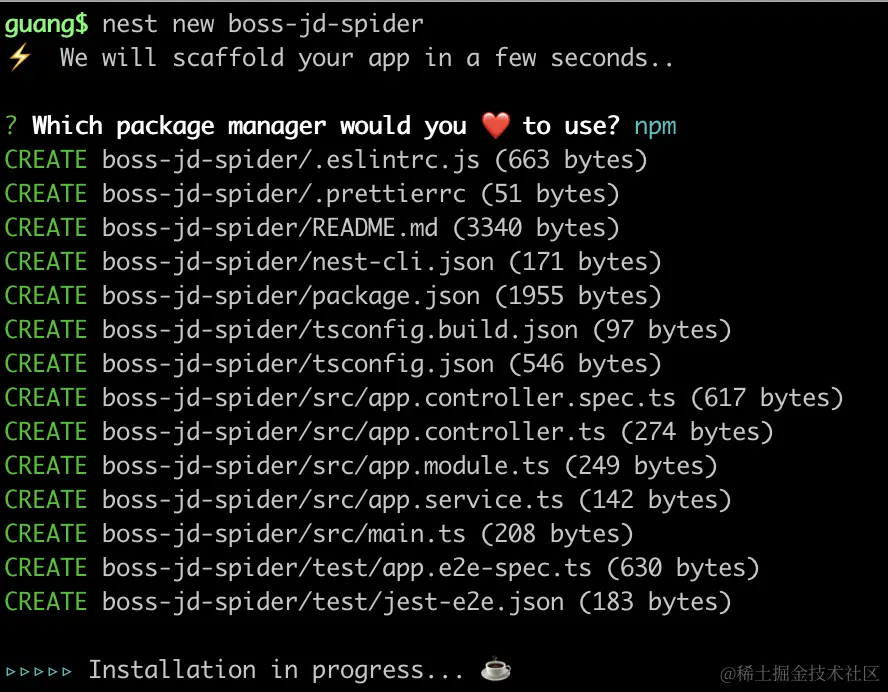 guang$ nest new boss-jd-spider
⚡ We will scaffold your app in a few seconds..
? Which package manager would you ❤️ to use? npm
CREATE boss-jd-spider/.eslintrc.js (663 bytes)
CREATE boss-jd-spider/.prettierrc (51 bytes)
CREATE boss-jd-spider/README.md (3340 bytes)
CREATE boss-jd-spider/nest-cli.json (171 bytes)
CREATE boss-jd-spider/package.json (1955 bytes)
CREATE boss-jd-spider/tsconfig.build.json (97 bytes)
CREATE boss-jd-spider/tsconfig.json (546 bytes)
CREATE boss-jd-spider/src/app.controller.spec.ts (617 bytes)
CREATE boss-jd-spider/src/app.controller.ts (274 bytes)
CREATE boss-jd-spider/src/app.module.ts (249 bytes)
CREATE boss-jd-spider/src/app.service.ts (142 bytes)
CREATE boss-jd-spider/src/main.ts (208 bytes)
CREATE boss-jd-spider/test/app.e2e-spec.ts (630 bytes)
CREATE boss-jd-spider/test/jest-e2e.json (183 bytes)
▹▹▹▹▹ Installation in progress... ☕
@稀土掘金技术社区